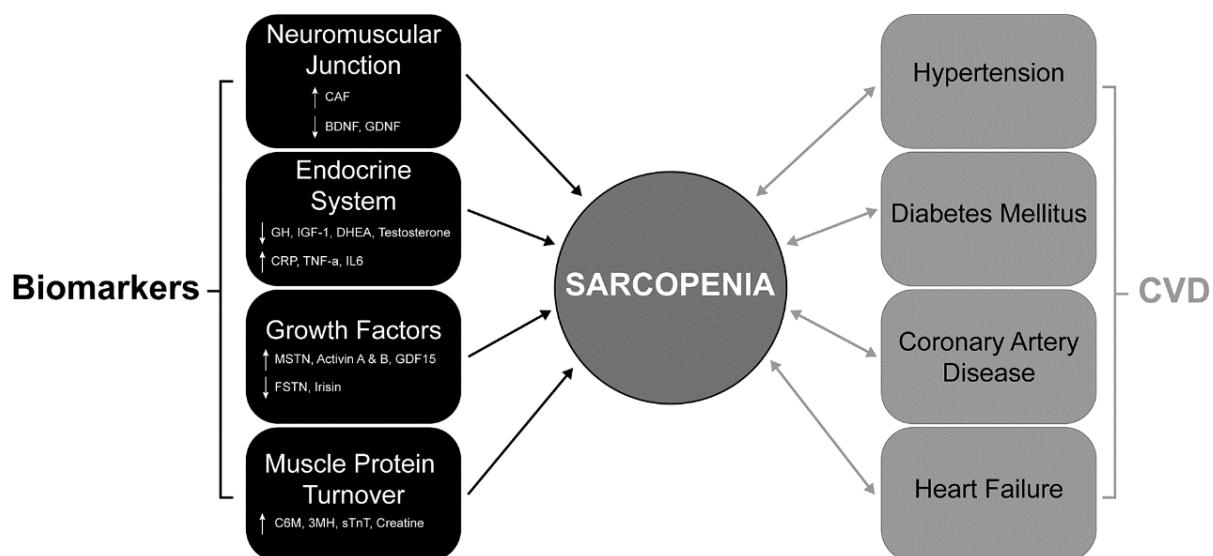 Biomarkers
Neuromuscular
Junction
↑ CAF
↓ BDNF, GDNF
Endocrine
System
↓ GH, IGF-1, DHEA, Testosterone
↑ CRP, TNF-a, IL6
Growth Factors
↑ MSTN, Activin A & B, GDF15
↓ FSTN, Irisin
Muscle Protein
Turnover
↑ C6M, 3MH, sTnT, Creatine
SARCOPENIA
Hypertension
Diabetes Mellitus
Coronary Artery
Disease
Heart Failure
CVD